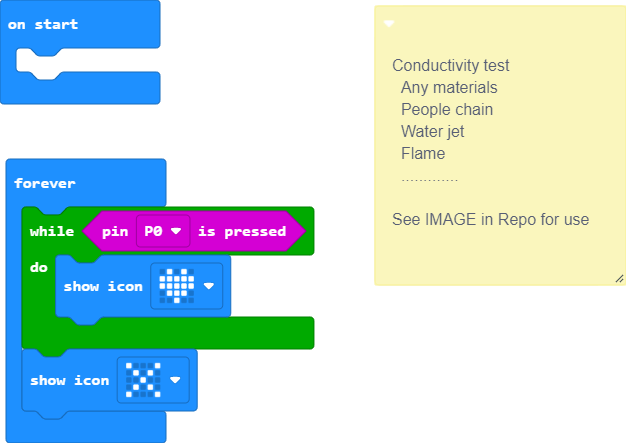 on start
forever
while pin P0 is pressed
do
show icon
show icon
Conductivity test
Any materials
People chain
Water jet
Flame
.............
See IMAGE in Repo for use